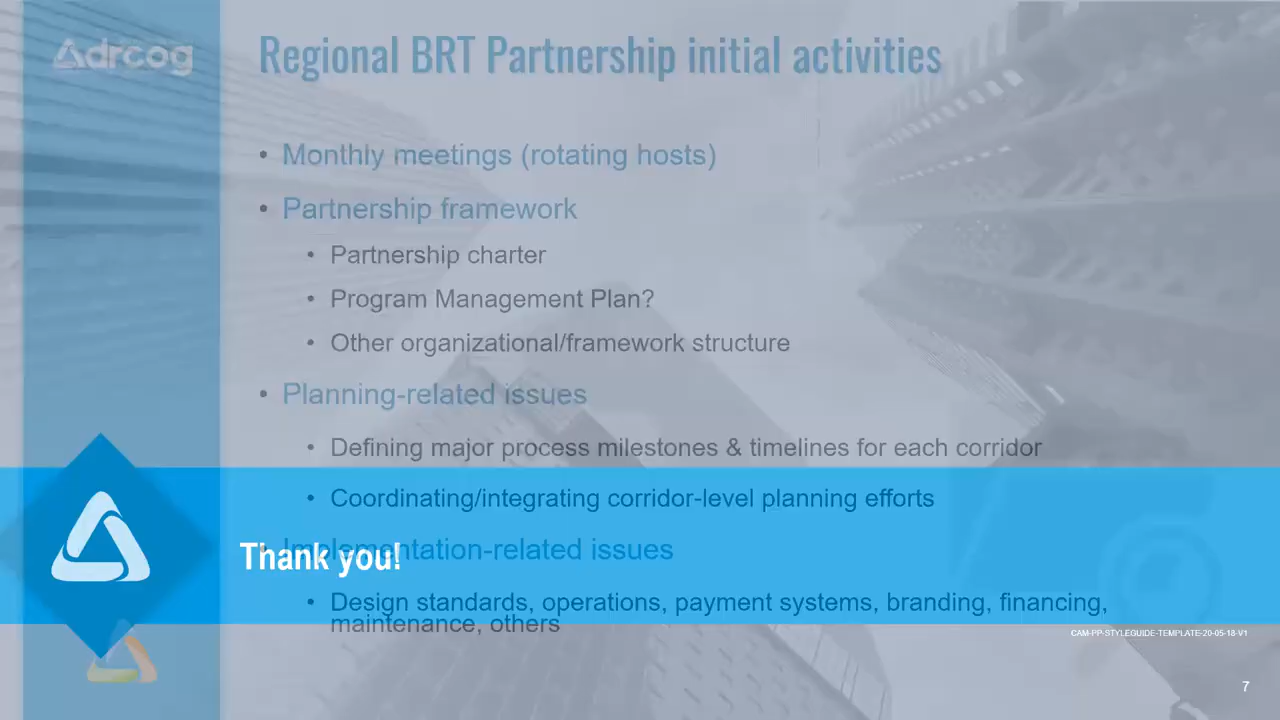 drcog
Regional BRT Partnership initial activities
• Monthly meetings (rotating hosts)
• Partnership framework
• Partnership charter
• Program Management Plan?
• Other organizational/framework structure
• Planning-related issues
• Defining major process milestones & timelines for each corridor
• Coordinating/integrating corridor-level planning efforts
• Implementation-related issues
Thank you!
• Design standards, operations, payment systems, branding, financing,
maintenance, others
CAM-PP-STYLEGUIDE-TEMPLATE-20-05-18-V1
7